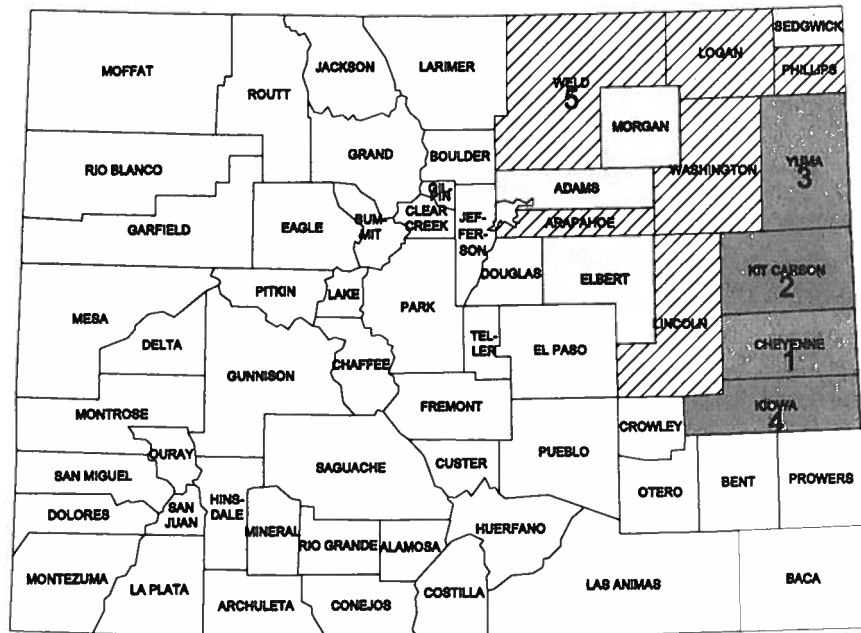 SEDGWICK
MOFFAT
JACKSON
LARIMER
LOGAN
PHILLIPS
ROUTT
WELD
5
MORGAN
GRAND
BOULDER
YUMA
3
RIO BLANCO
WASHINGTON
GIL-
PIN
ADAMS
CLEAR
CREEK
JEF-
FER-
SON
ARAPAHOE
GARFIELD
EAGLE
SUM-
MIT
DOUGLAS
ELBERT
KIT CARSON
2
PITKIN
LAKE
PARK
MESA
LINCOLN
DELTA
TEL-
LER
EL PASO
CHEYENNE
1
GUNNISON
CHAFFEE
MONTROSE
FREMONT
KIOWA
4
CROWLEY
OURAY
SAN MIGUEL
SAGUACHE
CUSTER
PUEBLO
OTERO
BENT
PROWERS
DOLORES
SAN
JUAN
HINS-
DALE
MINERAL
RIO GRANDE
ALAMOSA
HUERFANO
MONTEZUMA
LA PLATA
ARCHULETA
CONEJOS
COSTILLA
LAS ANIMAS
BACA